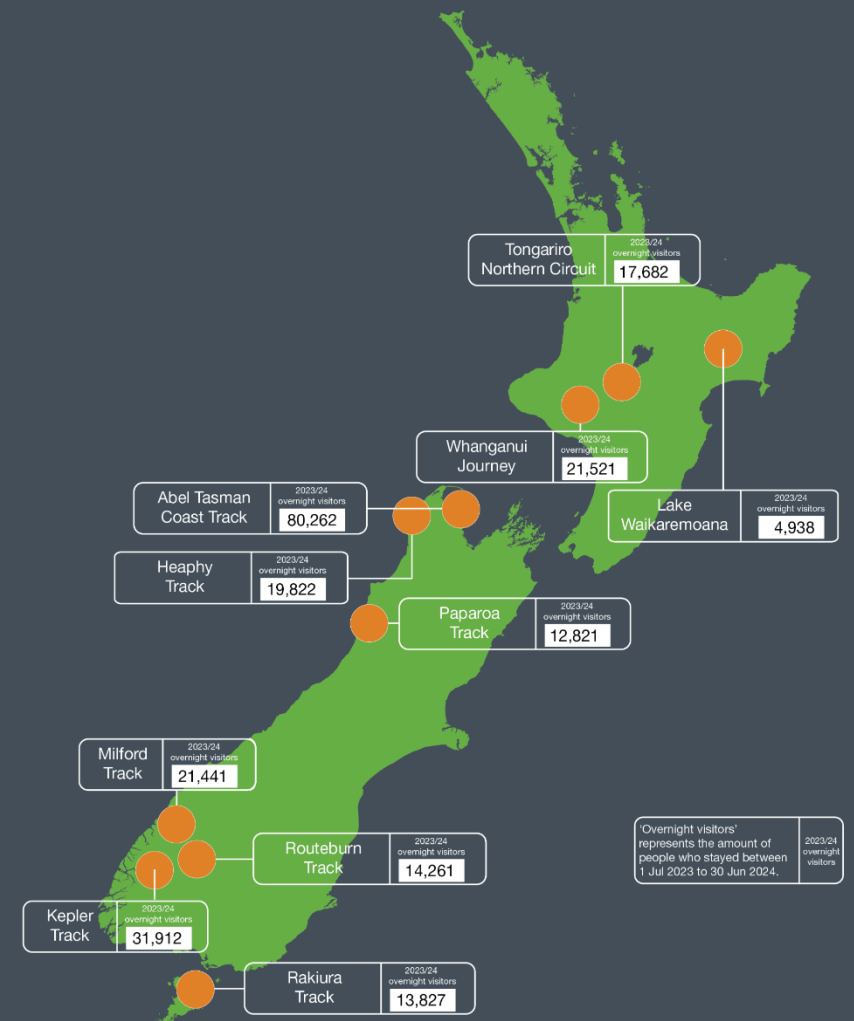 Tongariro
Northern Circuit
2023/24
overnight visitors
17,682
Whanganui
Journey
2023/24
overnight visitors
21,521
Abel Tasman
Coast Track
2023/24
overnight visitors
80,262
Lake
Waikaremoana
2023/24
overnight visitors
4,938
Heaphy
Track
2023/24
overnight visitors
19,822
Paparoa
Track
2023/24
overnight visitors
12,821
Milford
Track
2023/24
overnight visitors
21,441
Routeburn
Track
2023/24
overnight visitors
14,261
'Overnight visitors'
represents the amount of
people who stayed between
1 Jul 2023 to 30 Jun 2024.
2023/24
overnight
visitors
Kepler
Track
2023/24
overnight visitors
31,912
Rakiura
Track
2023/24
overnight visitors
13,827